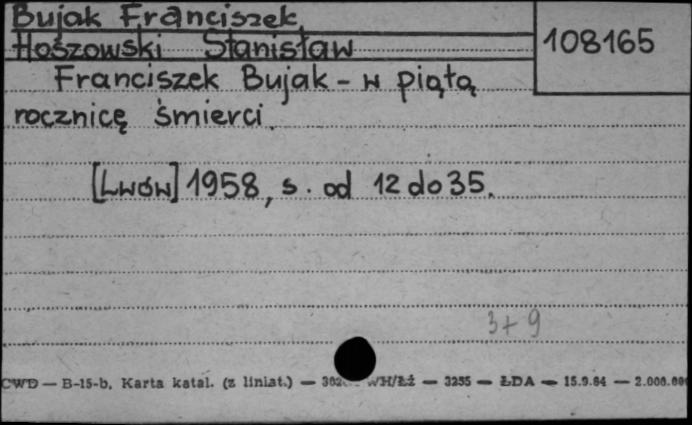 Bujak Franciszek
108165
Hoszowski Stanisław
Franciszek Bujak - w piątą
rocznicę śmierci.
[Lwów] 1958, s. od 12 do 35.
3+9
CWD — B-15-b, Karta katal. (z liniat.) — WH/Łż — 3255 — ŁDA — 15.9.64 — 2.000.000